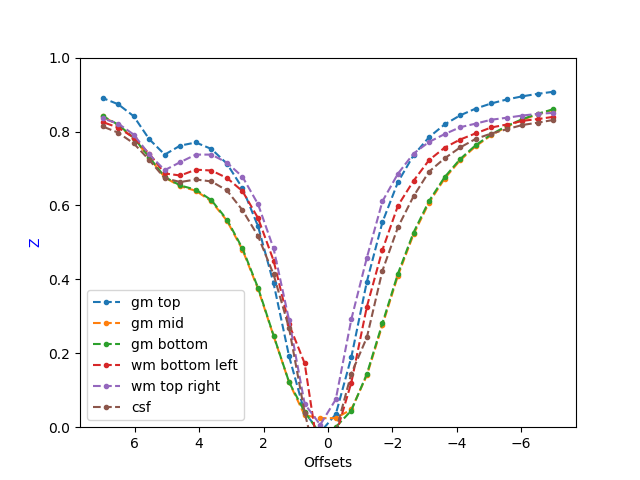 1.0
0.8
0.6
0.4
0.2
0.0
Z
gm top
gm mid
gm bottom
wm bottom left
wm top right
csf
6 4 2 0 −2 −4 −6
Offsets